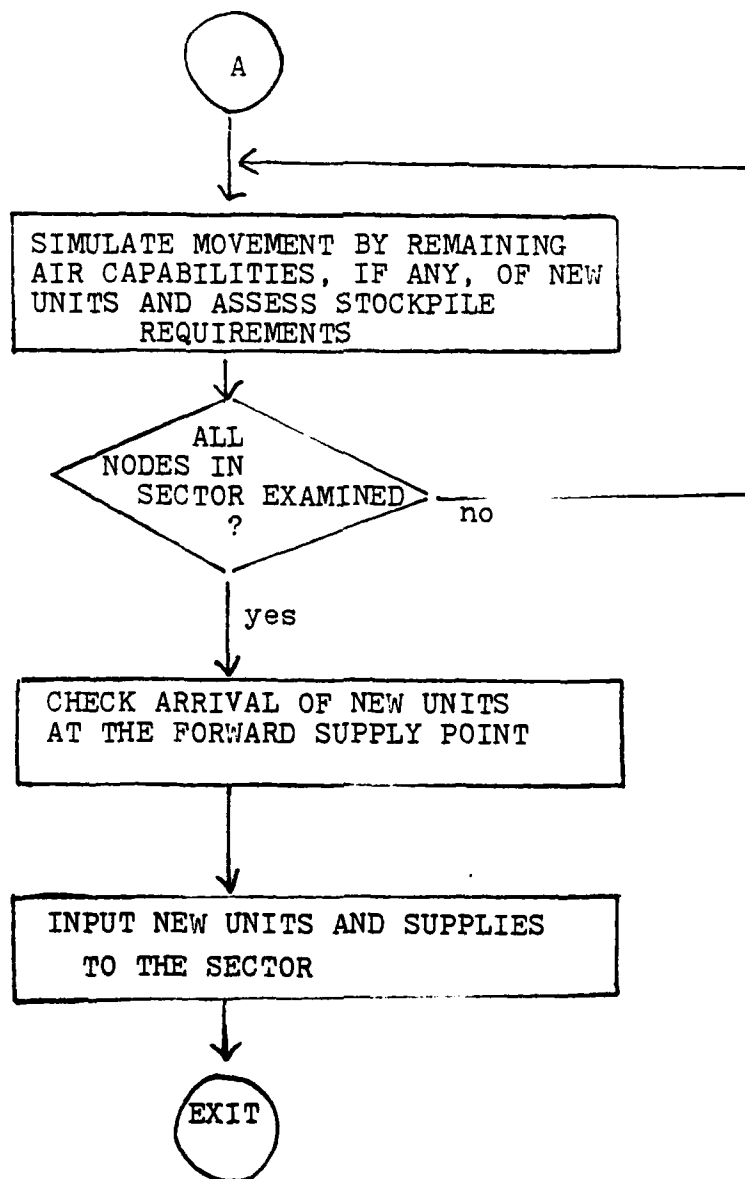 A
SIMULATE MOVEMENT BY REMAINING
AIR CAPABILITIES, IF ANY, OF NEW
UNITS AND ASSESS STOCKPILE
REQUIREMENTS
ALL
NODES IN
SECTOR EXAMINED
?
no
yes
CHECK ARRIVAL OF NEW UNITS
AT THE FORWARD SUPPLY POINT
INPUT NEW UNITS AND SUPPLIES
TO THE SECTOR
EXIT